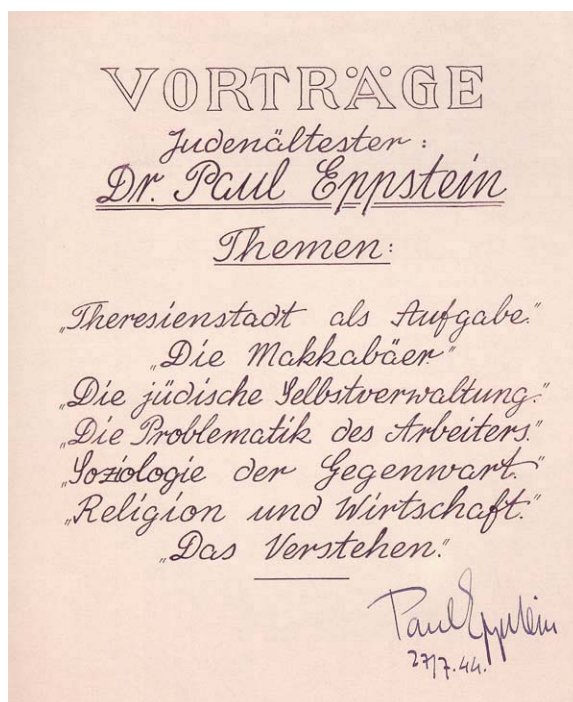 VORTRÄGE
Judenältester:
Dr. Paul Eppstein
Themen:
„Theresienstadt als Aufgabe.“
„Die Makkabäer“
„Die jüdische Selbstverwaltung.“
„Die Problematik des Arbeiters.“
„Soziologie der Gegenwart.“
„Religion und Wirtschaft.“
„Das Verstehen.“
Paul Eppstein
27/7.44.